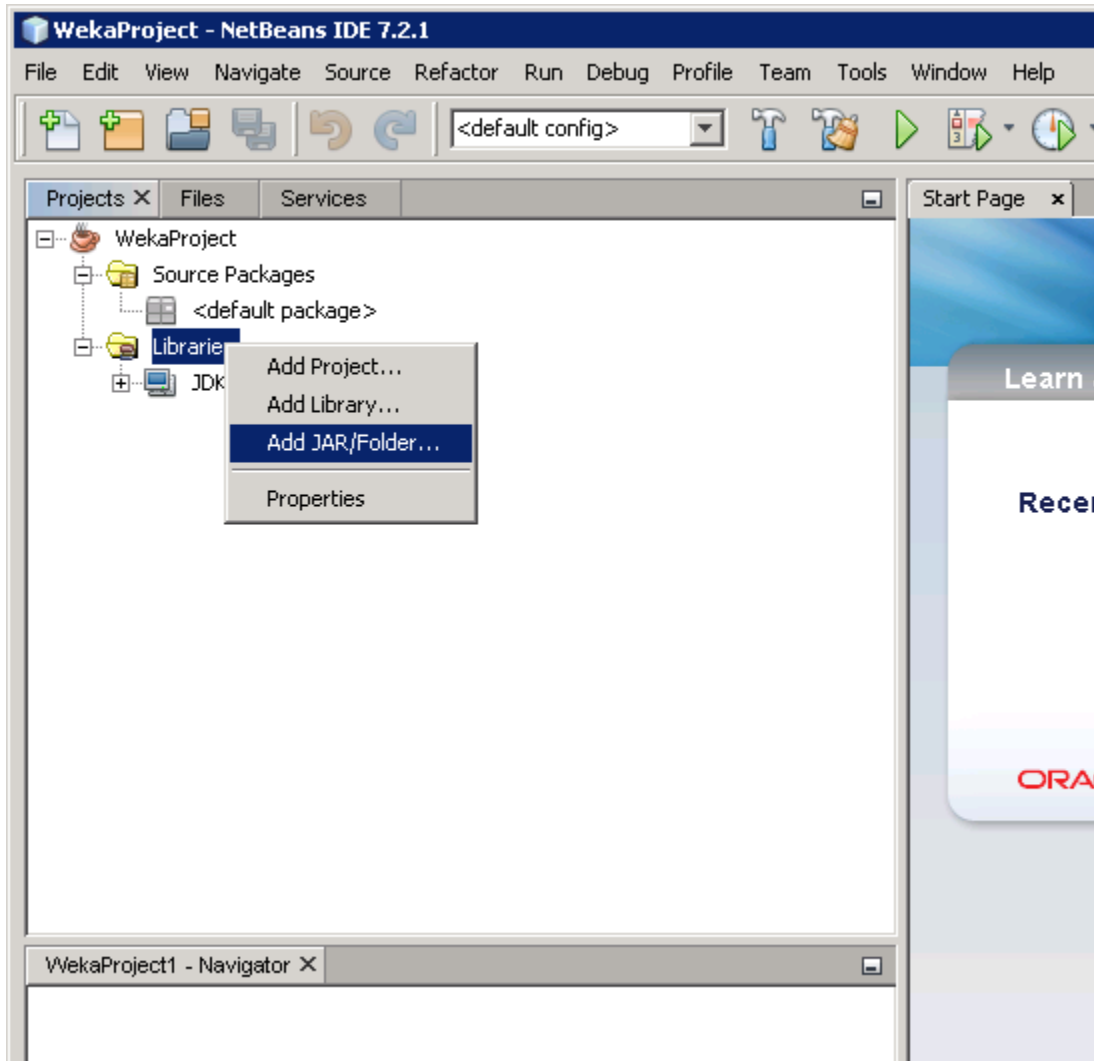 WekaProject - NetBeans IDE 7.2.1
File Edit View Navigate Source Refactor Run Debug Profile Team Tools Window Help
<default config>
Projects Files Services Start Page
WekaProject
Source Packages
<default package>
Librarie
Add Project...
JDK
Add Library...
Add JAR/Folder...
Properties
Learn
Recen
ORA
WekaProject1 - Navigator